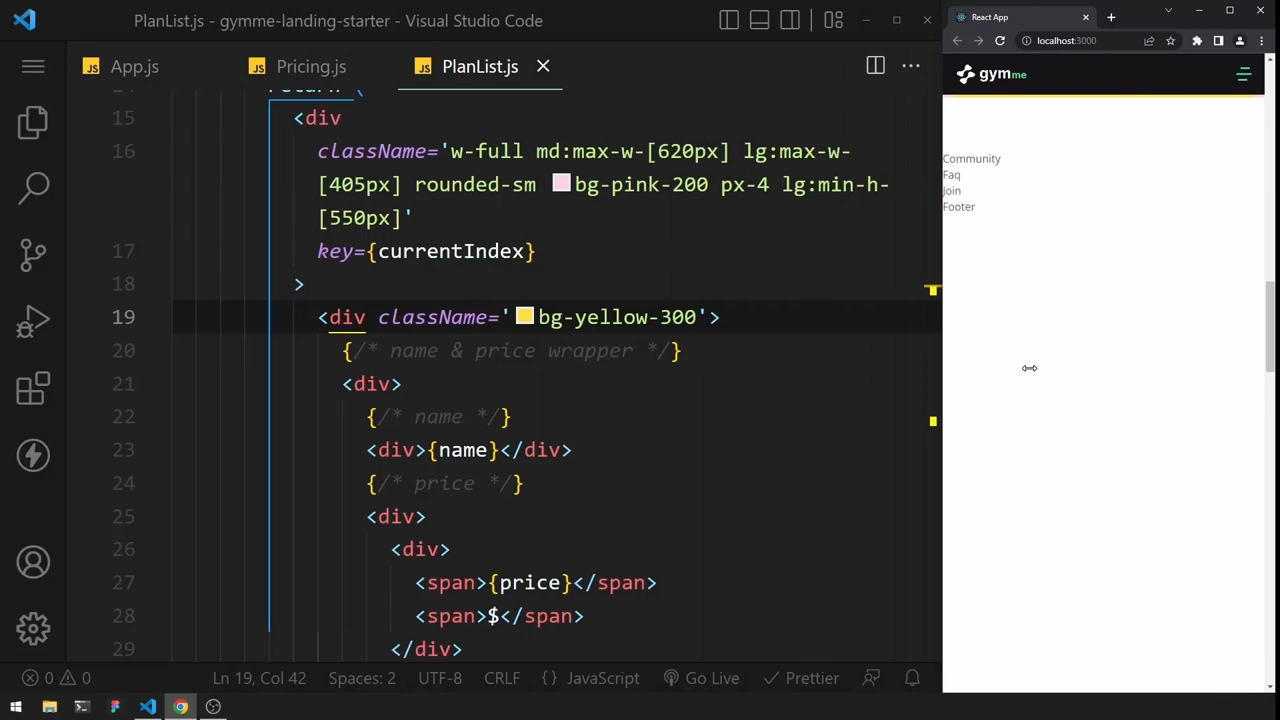 PlanList.js - gymme-landing-starter - Visual Studio Code
JS App.js
JS Pricing.js
JS PlanList.js
15 <div
16 className='w-full md:max-w-[620px] lg:max-w-
[405px] rounded-sm bg-pink-200 px-4 lg:min-h-
[550px]'
17 key={currentIndex}
18 >
19 <div className='bg-yellow-300'>
20 {/* name & price wrapper */}
21 <div>
22 {/* name */}
23 <div>{name}</div>
24 {/* price */}
25 <div>
26 <div>
27 <span>{price}</span>
28 <span>$</span>
29 </div>
0 0
Ln 19, Col 42
Spaces: 2
UTF-8
CRLF
{} JavaScript
Go Live
Prettier
React App
localhost:3000
gymme
Community
Faq
Join
Footer